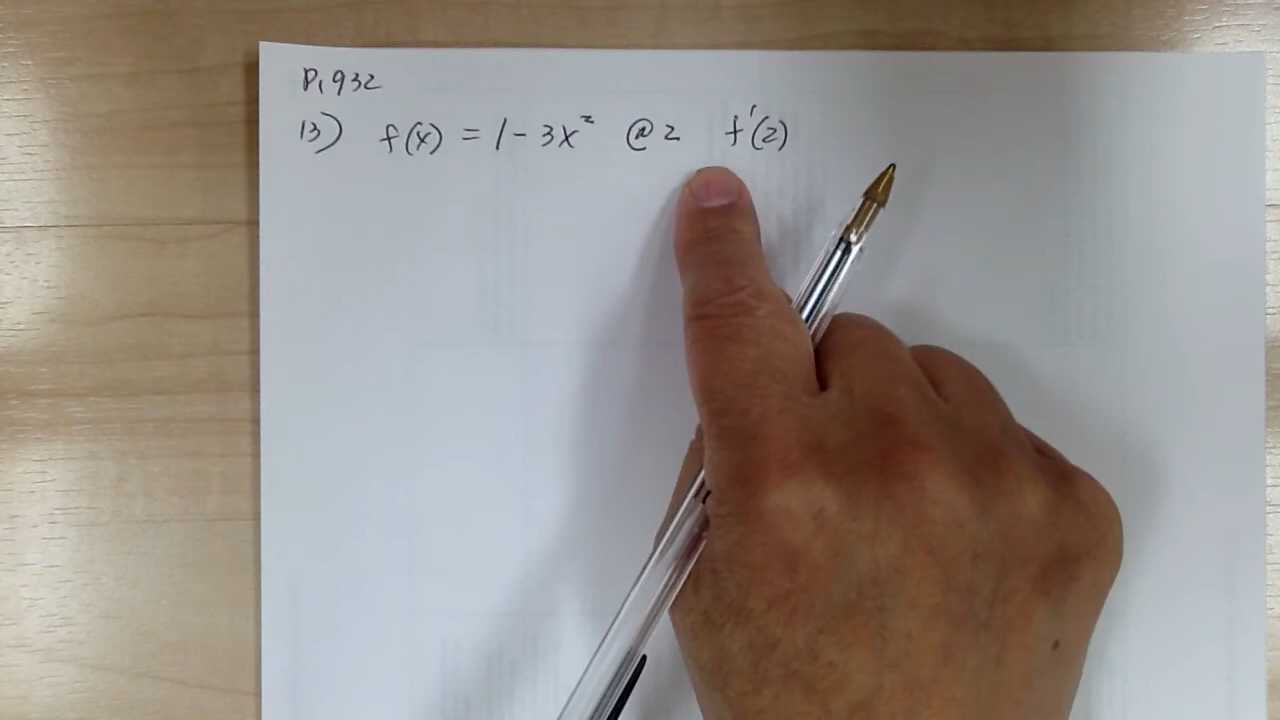 P. 932
13) f(x) = 1 - 3x² @ 2 f'(2)